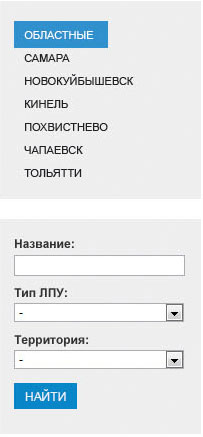 ОБЛАСТНЫЕ
САМАРА
НОВОКУЙБЫШЕВСК
КИНЕЛЬ
ПОХВИСТНЕВО
ЧАПАЕВСК
ТОЛЬЯТТИ
Название:
Тип ЛПУ:
-
Территория:
-
НАЙТИ